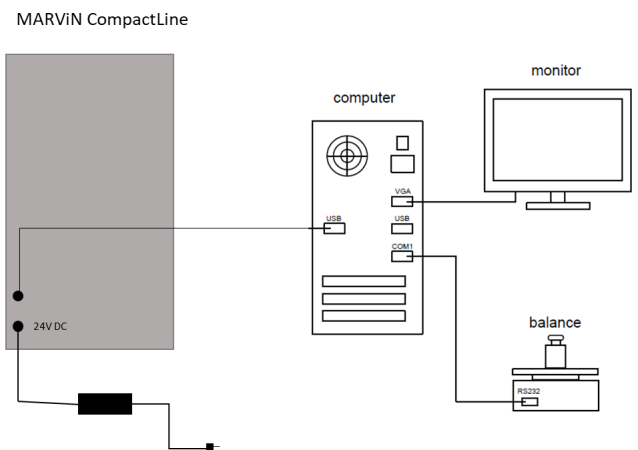 MARViN CompactLine
monitor
computer
VGA
USB
USB
COM1
24V DC
balance
RS232